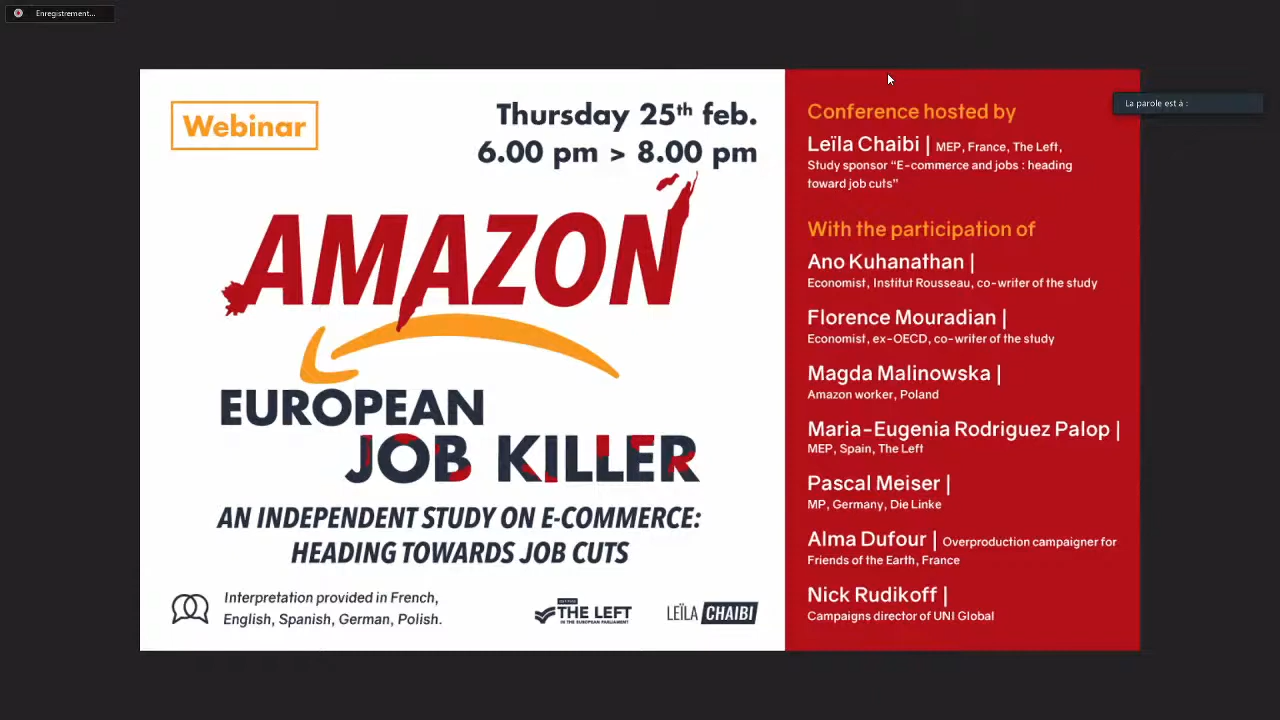 Enregistrement...
La parole est à :
Webinar
Thursday 25th feb.
6.00 pm > 8.00 pm
AMAZON
EUROPEAN
JOB KILLER
AN INDEPENDENT STUDY ON E-COMMERCE:
HEADING TOWARDS JOB CUTS
Interpretation provided in French,
English, Spanish, German, Polish.
THE LEFT
IN THE EUROPEAN PARLIAMENT
LEÏLA CHAIBI
Conference hosted by
Leïla Chaibi | MEP, France, The Left,
Study sponsor “E-commerce and jobs : heading
toward job cuts”
With the participation of
Ano Kuhanathan |
Economist, Institut Rousseau, co-writer of the study
Florence Mouradian |
Economist, ex-OECD, co-writer of the study
Magda Malinowska |
Amazon worker, Poland
Maria-Eugenia Rodriguez Palop |
MEP, Spain, The Left
Pascal Meiser |
MP, Germany, Die Linke
Alma Dufour | Overproduction campaigner for
Friends of the Earth, France
Nick Rudikoff |
Campaigns director of UNI Global